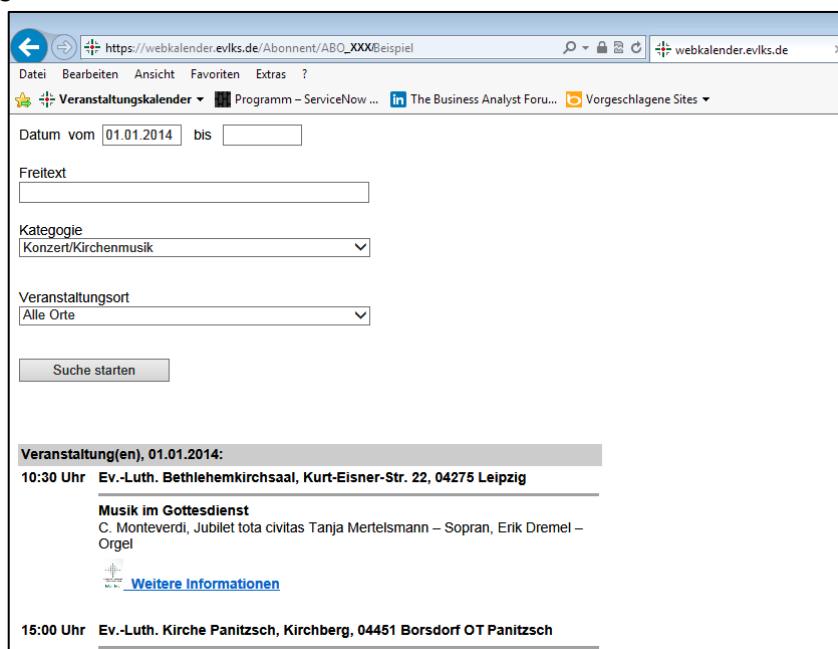 https://webkalender.evlks.de/Abonnent/ABO_XXX/Beispiel webkalender.evlks.de
Datei Bearbeiten Ansicht Favoriten Extras ?
Veranstaltungskalender Programm – ServiceNow ... in The Business Analyst Foru... Vorgeschlagene Sites
Datum vom 01.01.2014 bis
Freitext
Kategogie
Konzert/Kirchenmusik
Veranstaltungsort
Alle Orte
Suche starten
Veranstaltung(en), 01.01.2014:
10:30 Uhr Ev.-Luth. Bethlehemkirchsaal, Kurt-Eisner-Str. 22, 04275 Leipzig
Musik im Gottesdienst
C. Monteverdi, Jubilet tota civitas Tanja Mertelsmann – Sopran, Erik Dremel –
Orgel
Weitere Informationen
15:00 Uhr Ev.-Luth. Kirche Panitzsch, Kirchberg, 04451 Borsdorf OT Panitzsch